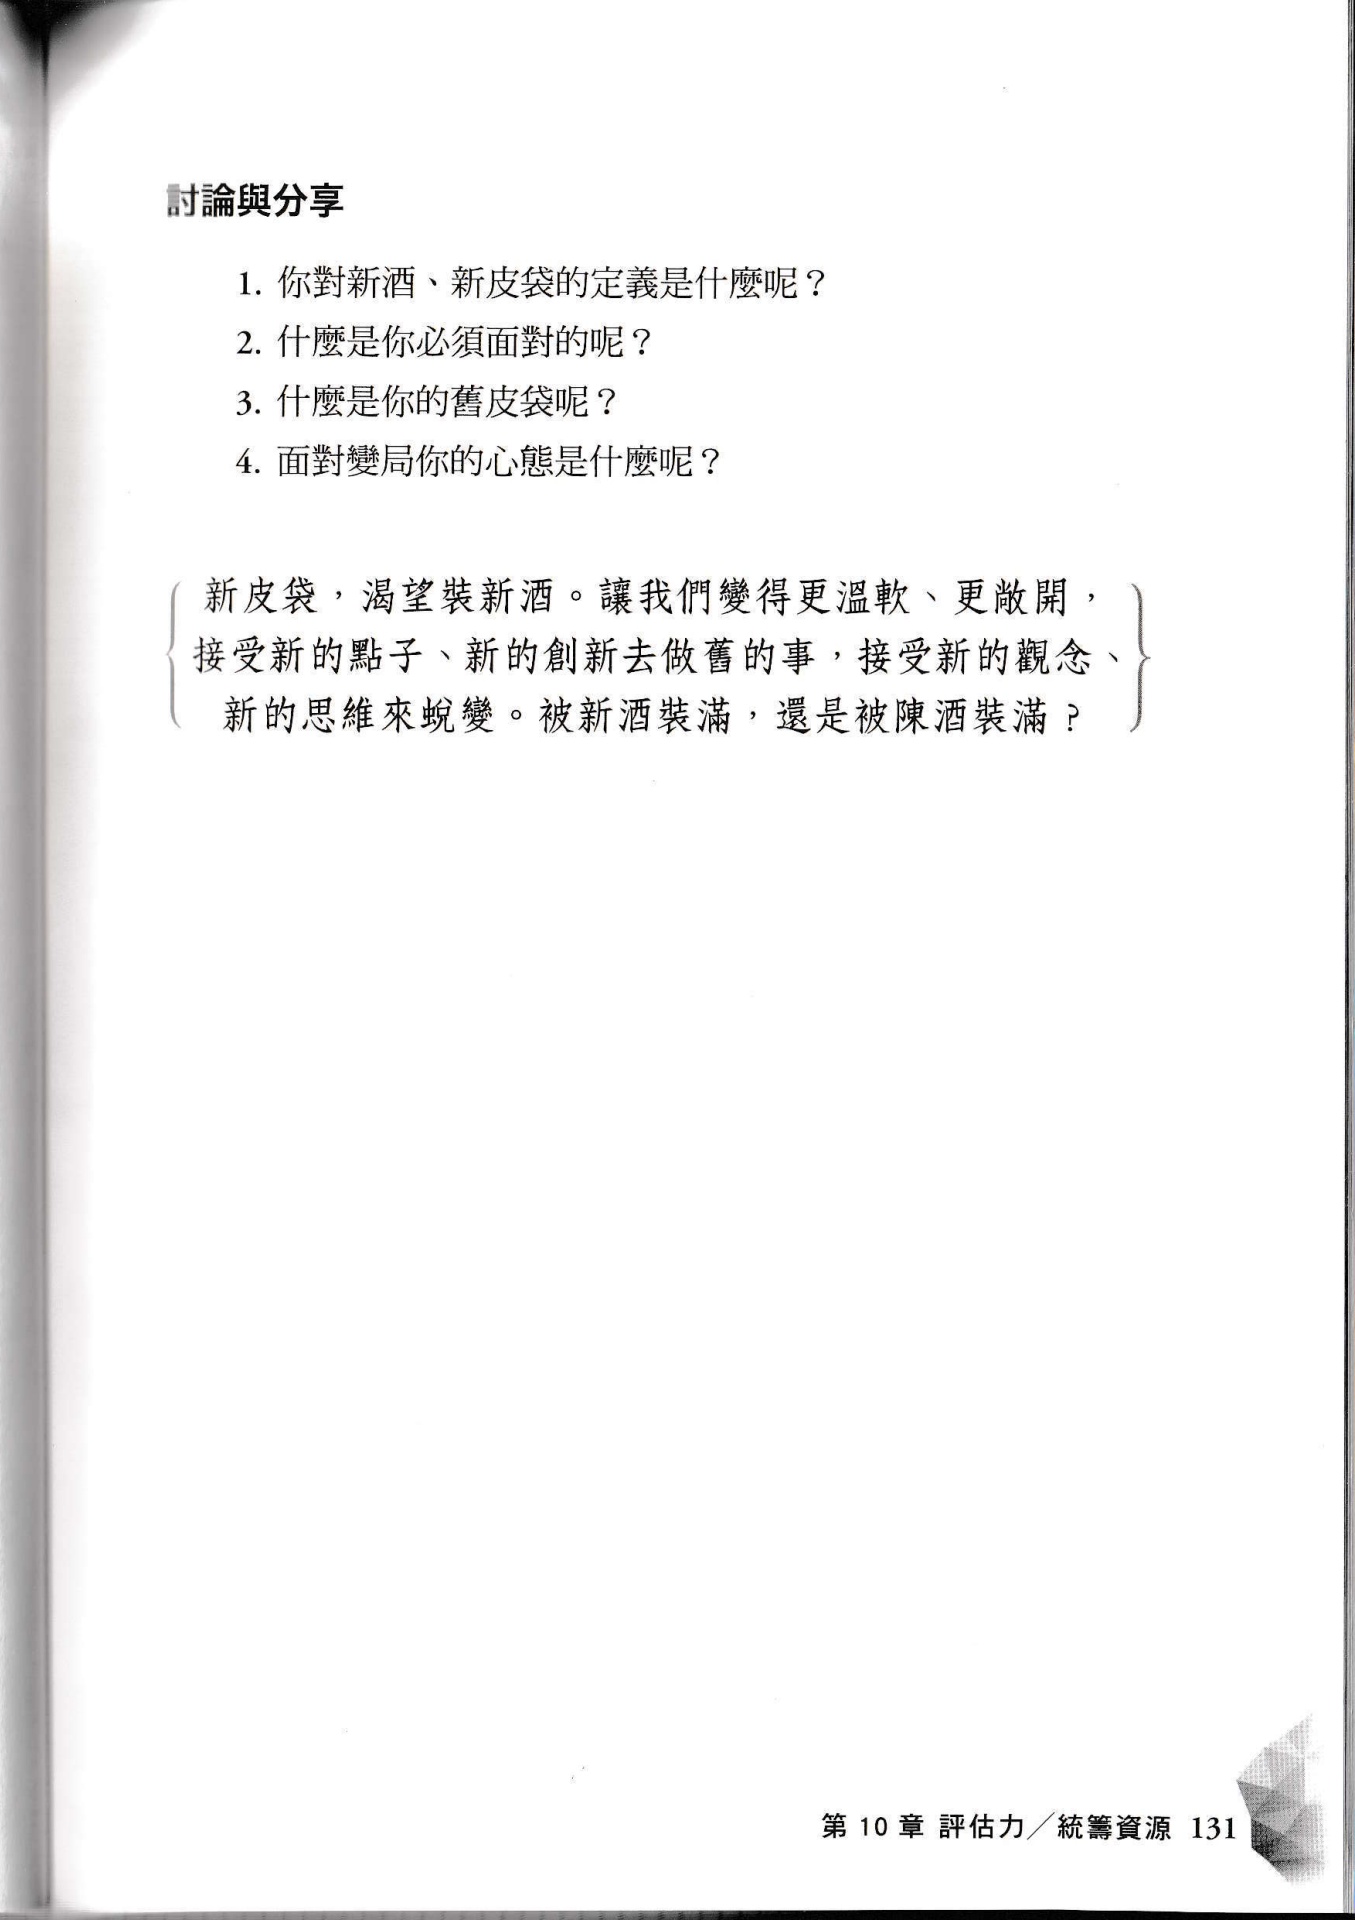 討論與分享
1. 你對新酒、新皮袋的定義是什麼呢？
2. 什麼是你必須面對的呢？
3. 什麼是你的舊皮袋呢？
4. 面對變局你的心態是什麼呢？
新皮袋，渴望裝新酒。讓我們變得更溫軟、更敞開，
接受新的點子、新的創新去做舊的事，接受新的觀念、
新的思維來蛻變。被新酒裝滿，還是被陳酒裝滿？
第 10 章 評估力／統籌資源 131